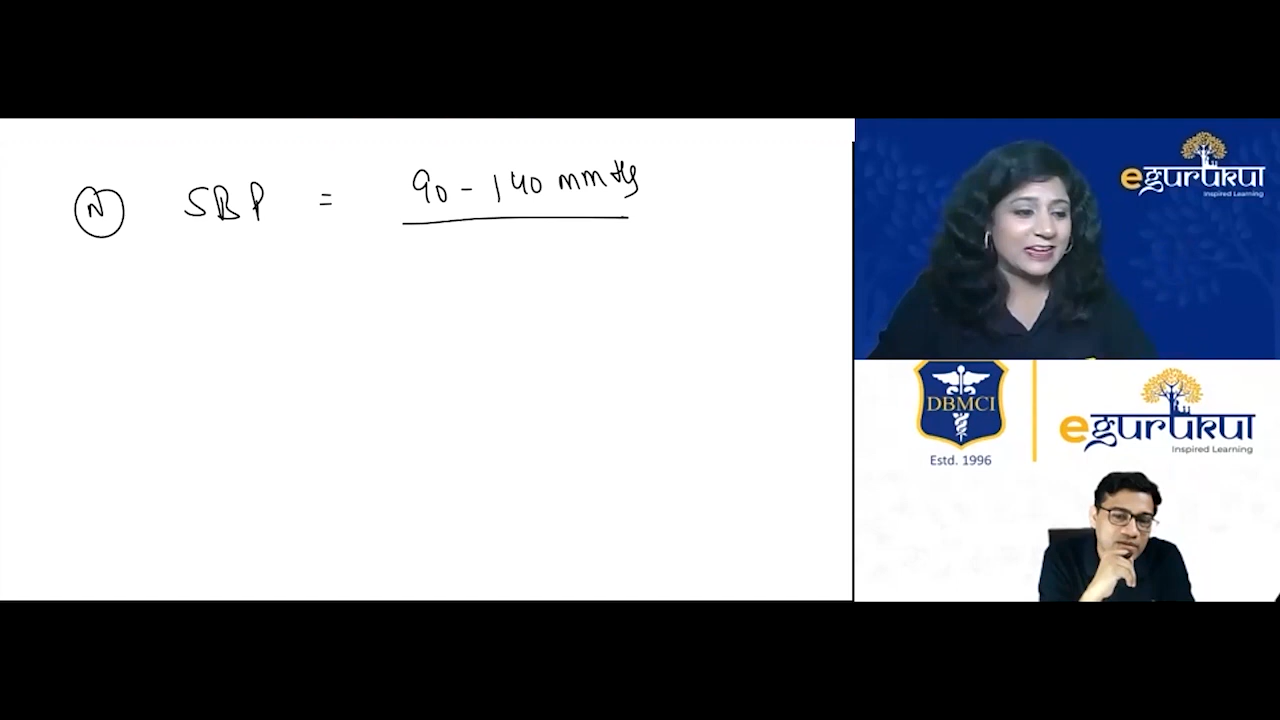 N SBP = 90 - 140 mmHg
egurukul
Inspired Learning
DBMCI
Estd. 1996
egurukul
Inspired Learning